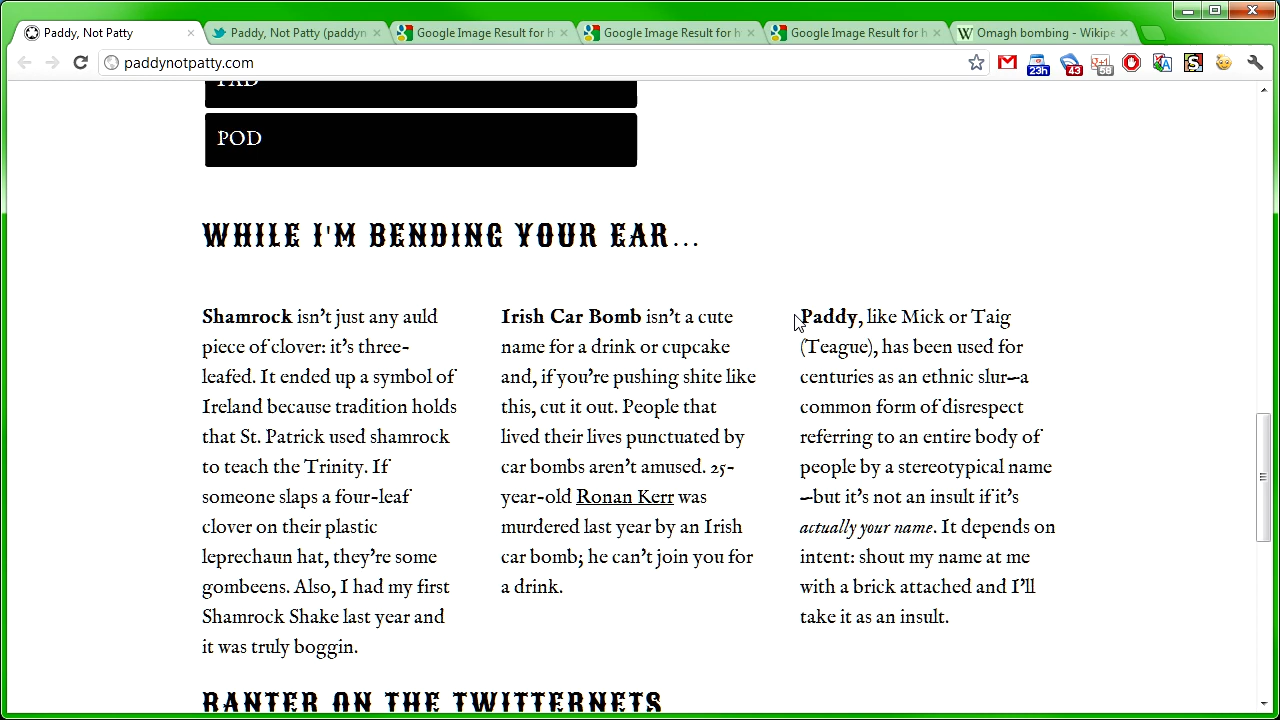 Paddy, Not Patty
Paddy, Not Patty (paddyn
Google Image Result for h
Google Image Result for h
Google Image Result for h
Omagh bombing - Wikipe
paddynotpatty.com
23h
43
58
PAD
POD
WHILE I'M BENDING YOUR EAR...
Shamrock isn't just any auld
piece of clover: it's three-
leafed. It ended up a symbol of
Ireland because tradition holds
that St. Patrick used shamrock
to teach the Trinity. If
someone slaps a four-leaf
clover on their plastic
leprechaun hat, they're some
gombeens. Also, I had my first
Shamrock Shake last year and
it was truly boggin.
Irish Car Bomb isn't a cute
name for a drink or cupcake
and, if you're pushing shite like
this, cut it out. People that
lived their lives punctuated by
car bombs aren't amused. 25-
year-old Ronan Kerr was
murdered last year by an Irish
car bomb; he can't join you for
a drink.
Paddy, like Mick or Taig
(Teague), has been used for
centuries as an ethnic slur—a
common form of disrespect
referring to an entire body of
people by a stereotypical name
—but it's not an insult if it's
actually your name. It depends on
intent: shout my name at me
with a brick attached and I'll
take it as an insult.
RANTER ON THE TWITTERNETS